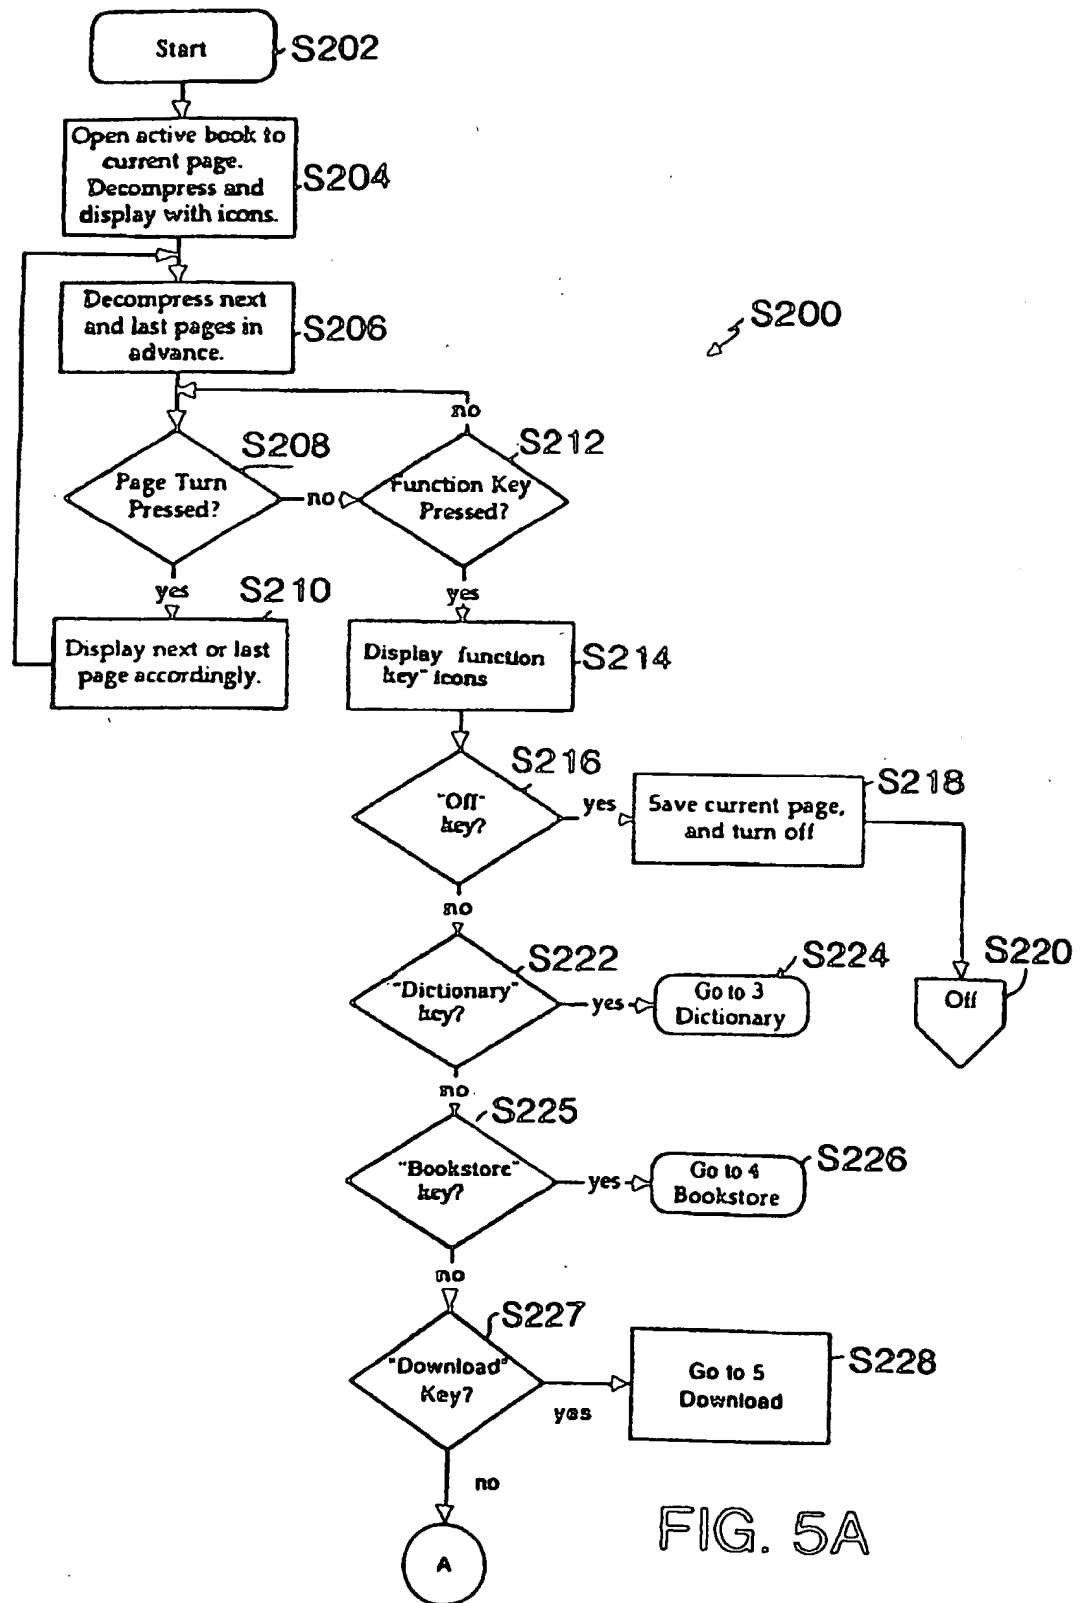 Start
S202
Open active book to
current page.
Decompress and
display with icons.
S204
Decompress next
and last pages in
advance.
S206
S200
no
Page Turn
Pressed?
S208
no
Function Key
Pressed?
S212
yes
S210
yes
Display next or last
page accordingly.
Display function
key" icons
S214
"Off"
key?
S216
yes
Save current page,
and turn off
S218
no
"Dictionary"
key?
S222
yes
Go to 3
Dictionary
S224
Off
S220
no
"Bookstore"
key?
S225
yes
Go to 4
Bookstore
S226
no
"Download"
Key?
S227
yes
Go to 5
Download
S228
no
A
FIG. 5A